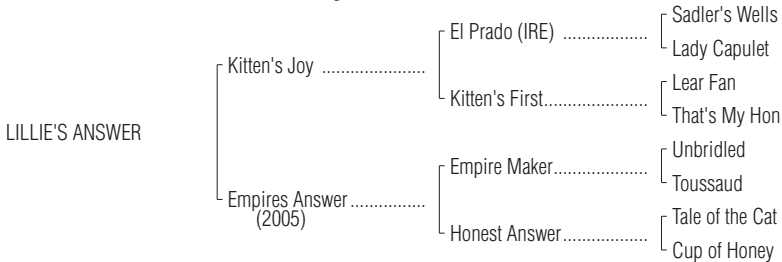 Sadler's Wells
El Prado (IRE) ..................
Lady Capulet
Kitten's Joy ......................
Lear Fan
Kitten's First......................
That's My Hon
LILLIE'S ANSWER
Unbridled
Empire Maker....................
Toussaud
Empires Answer................
(2005)
Tale of the Cat
Honest Answer..................
Cup of Honey